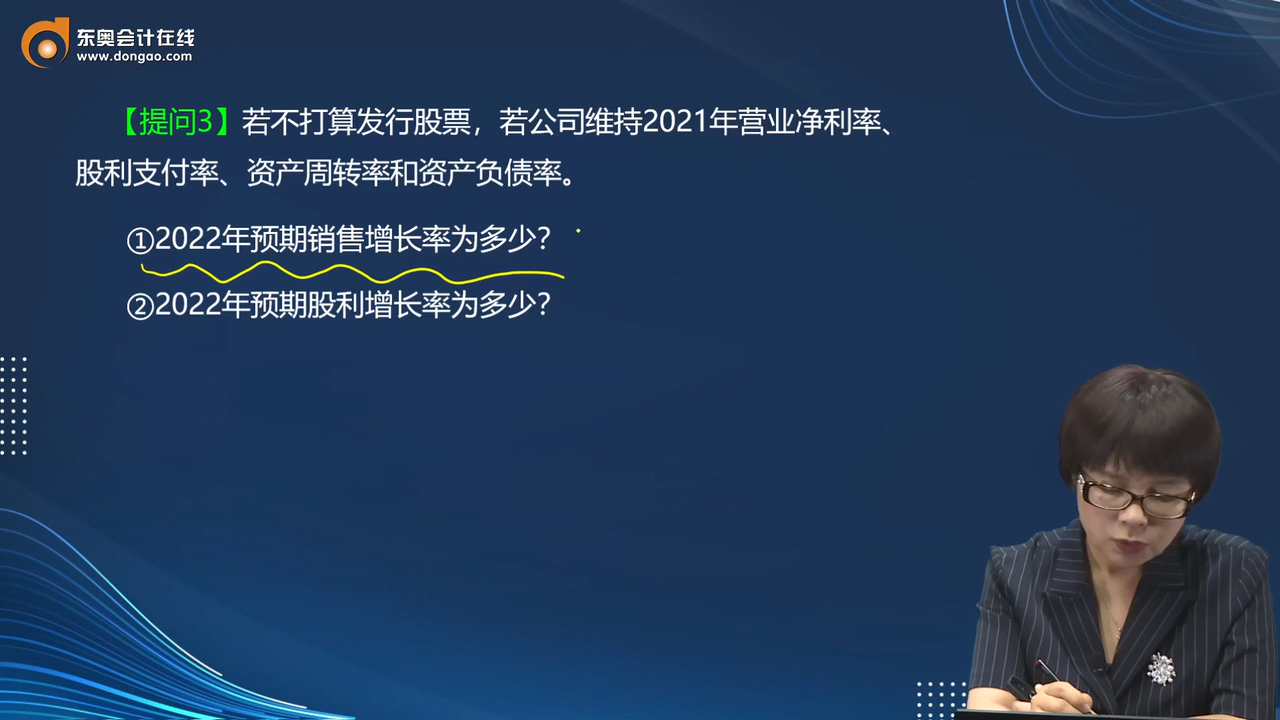 东奥会计在线
www.dongao.com
【提问3】若不打算发行股票，若公司维持2021年营业净利率、
股利支付率、资产周转率和资产负债率。
①2022年预期销售增长率为多少？
②2022年预期股利增长率为多少？